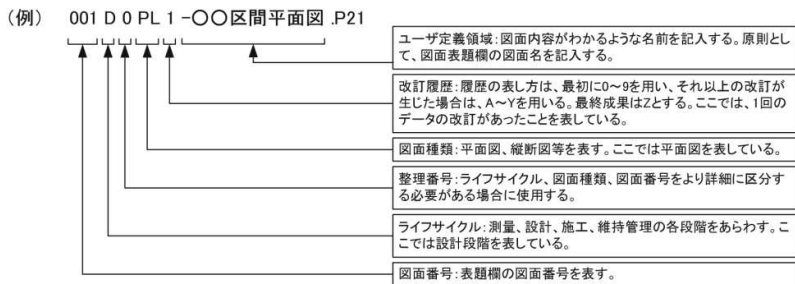 (例) 001 D 0 PL 1 -〇〇区間平面図 .P21
ユーザ定義領域:図面内容がわかるような名前を記入する。原則とし
て、図面表題欄の図面名を記入する。
改訂履歴:履歴の表し方は、最初に0~9を用い、それ以上の改訂が
生じた場合は、A~Yを用いる。最終成果はZとする。ここでは、1回の
データの改訂があったことを表している。
図面種類:平面図、縦断図等を表す。ここでは平面図を表している。
整理番号:ライフサイクル、図面種類、図面番号をより詳細に区分す
る必要がある場合に使用する。
ライフサイクル:測量、設計、施工、維持管理の各段階をあらわす。こ
こでは設計段階を表している。
図面番号:表題欄の図面番号を表す。